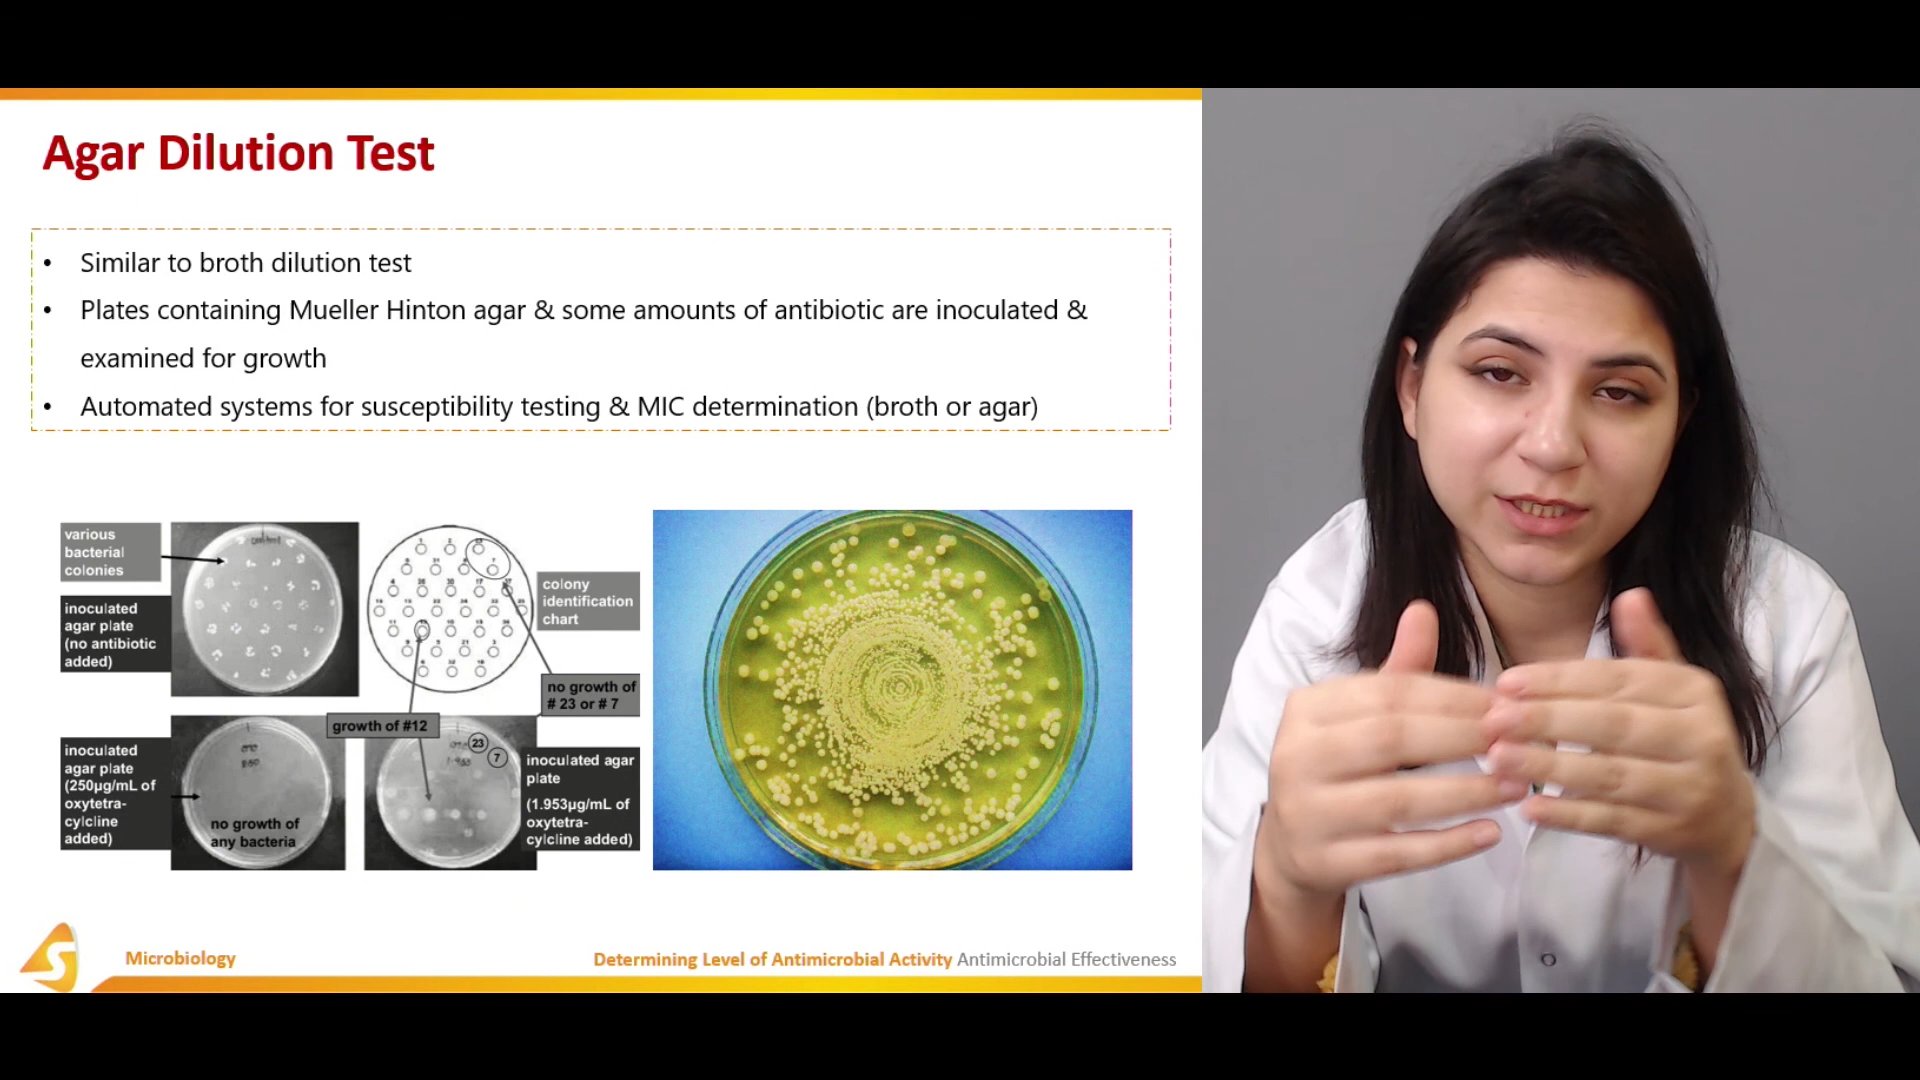 Agar Dilution Test
• Similar to broth dilution test
• Plates containing Mueller Hinton agar & some amounts of antibiotic are inoculated &
examined for growth
• Automated systems for susceptibility testing & MIC determination (broth or agar)
various
bacterial
colonies
inoculated
agar plate
(no antibiotic
added)
control
colony
identification
chart
no growth of
# 23 or # 7
growth of #12
inoculated
agar plate
(250µg/mL of
oxytetra-
cylcline
added)
no growth of
any bacteria
23
7
inoculated agar
plate
(1.953µg/mL of
oxytetra-
cylcline added)
S
Microbiology
Determining Level of Antimicrobial Activity Antimicrobial Effectiveness